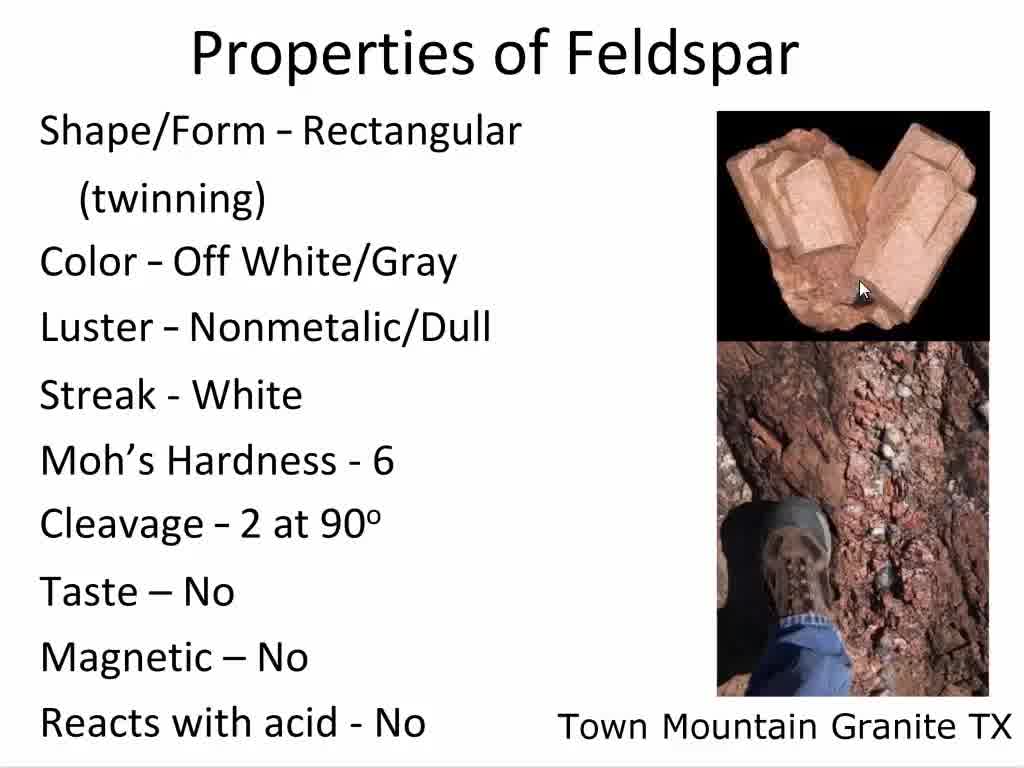 Properties of Feldspar
Shape/Form – Rectangular
(twinning)
Color – Off White/Gray
Luster – Nonmetalic/Dull
Streak - White
Moh’s Hardness - 6
Cleavage – 2 at 90º
Taste – No
Magnetic – No
Reacts with acid - No
Town Mountain Granite TX